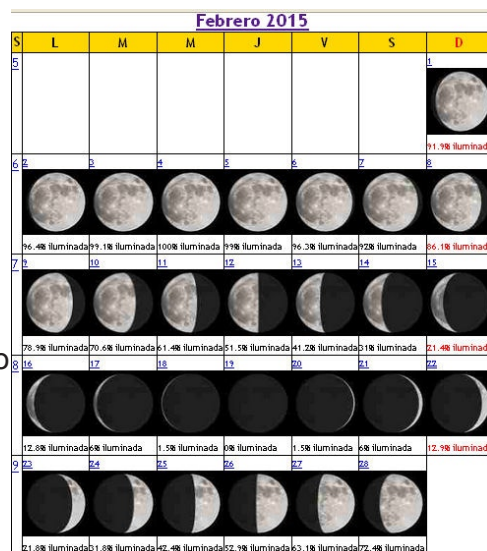 Febrero 2015
S L M M J V S D
5 1
91.9% iluminad
6 2 3 4 5 6 7 8
96.4% iluminada 99.1% iluminada 100% iluminada 99% iluminada 96.3% iluminada 92% iluminada 86.1% iluminad
7 9 10 11 12 13 14 15
78.9% iluminada 70.6% iluminada 61.4% iluminada 51.5% iluminada 41.2% iluminada 31% iluminada 21.4% iluminad
o 8 16 17 18 19 20 21 22
12.8% iluminada 6% iluminada 1.5% iluminada 0% iluminada 1.5% iluminada 6% iluminada 12.9% iluminad
9 23 24 25 26 27 28
21.8% iluminada 31.8% iluminada 42.4% iluminada 52.9% iluminada 63.1% iluminada 72.4% iluminada